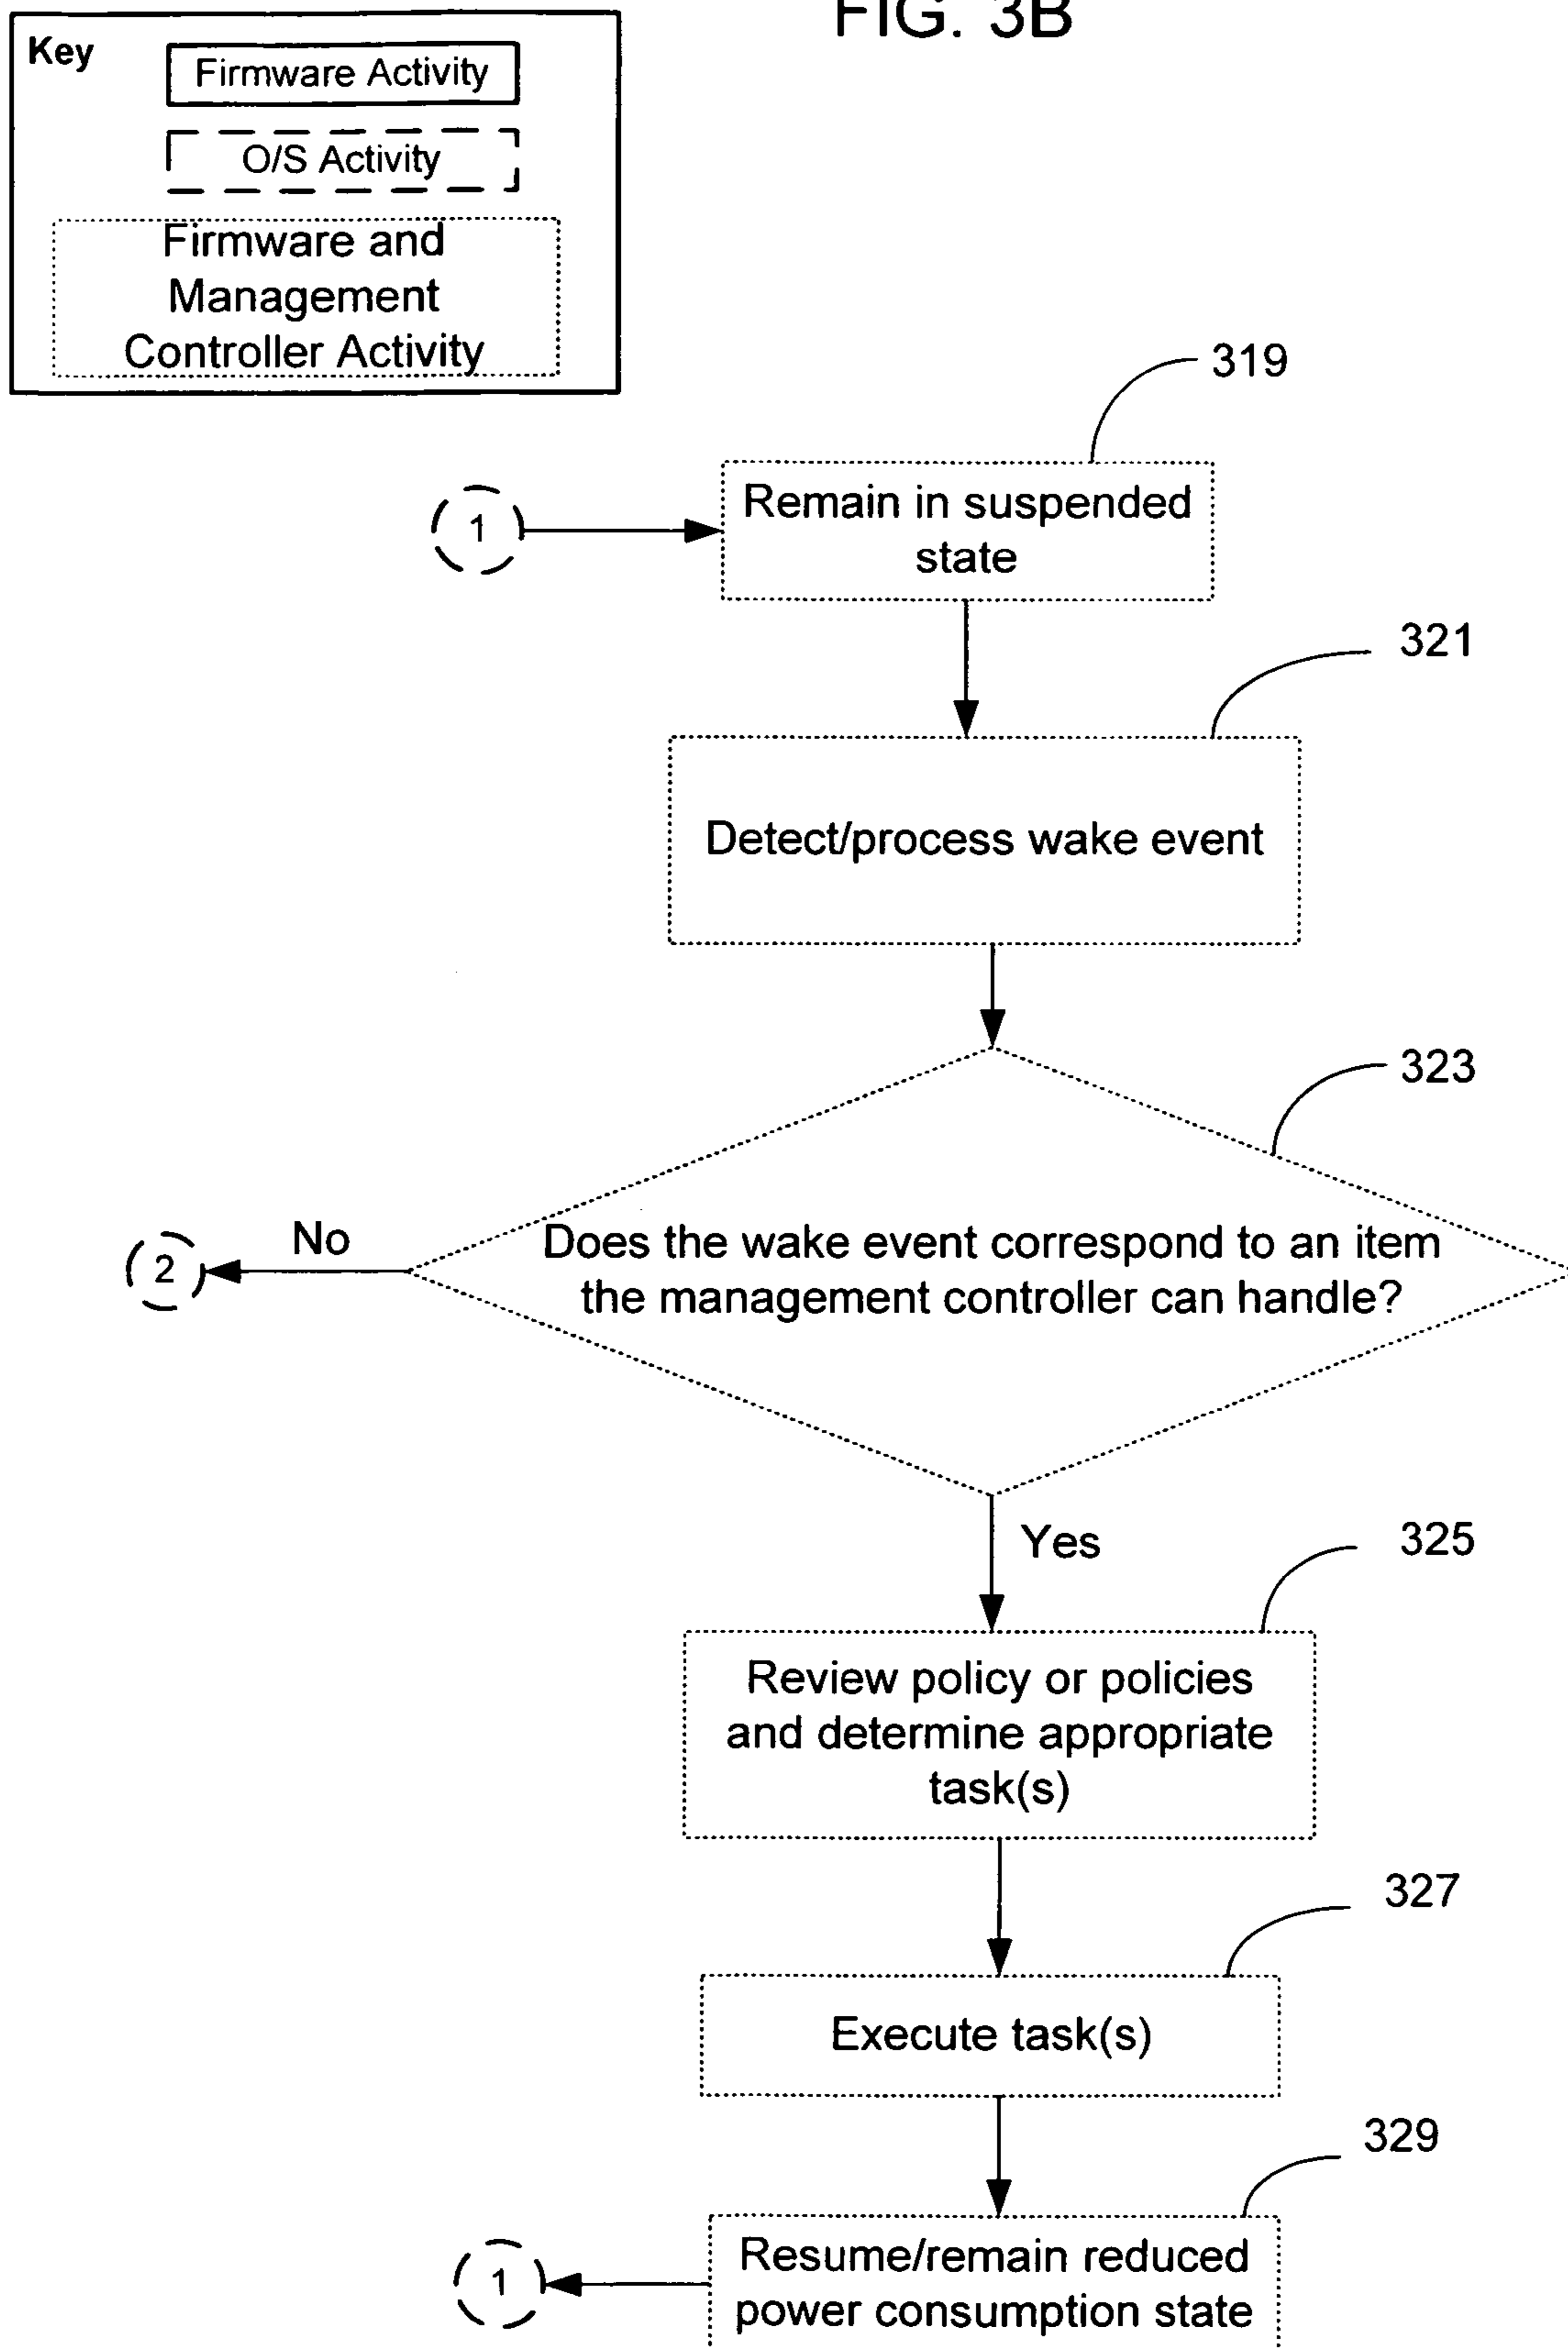 FIG. 3B
Key
Firmware Activity
O/S Activity
Firmware and
Management
Controller Activity
319
1
Remain in suspended
state
321
Detect/process wake event
323
Does the wake event correspond to an item
the management controller can handle?
No
2
Yes
325
Review policy or policies
and determine appropriate
task(s)
327
Execute task(s)
329
Resume/remain reduced
power consumption state
1